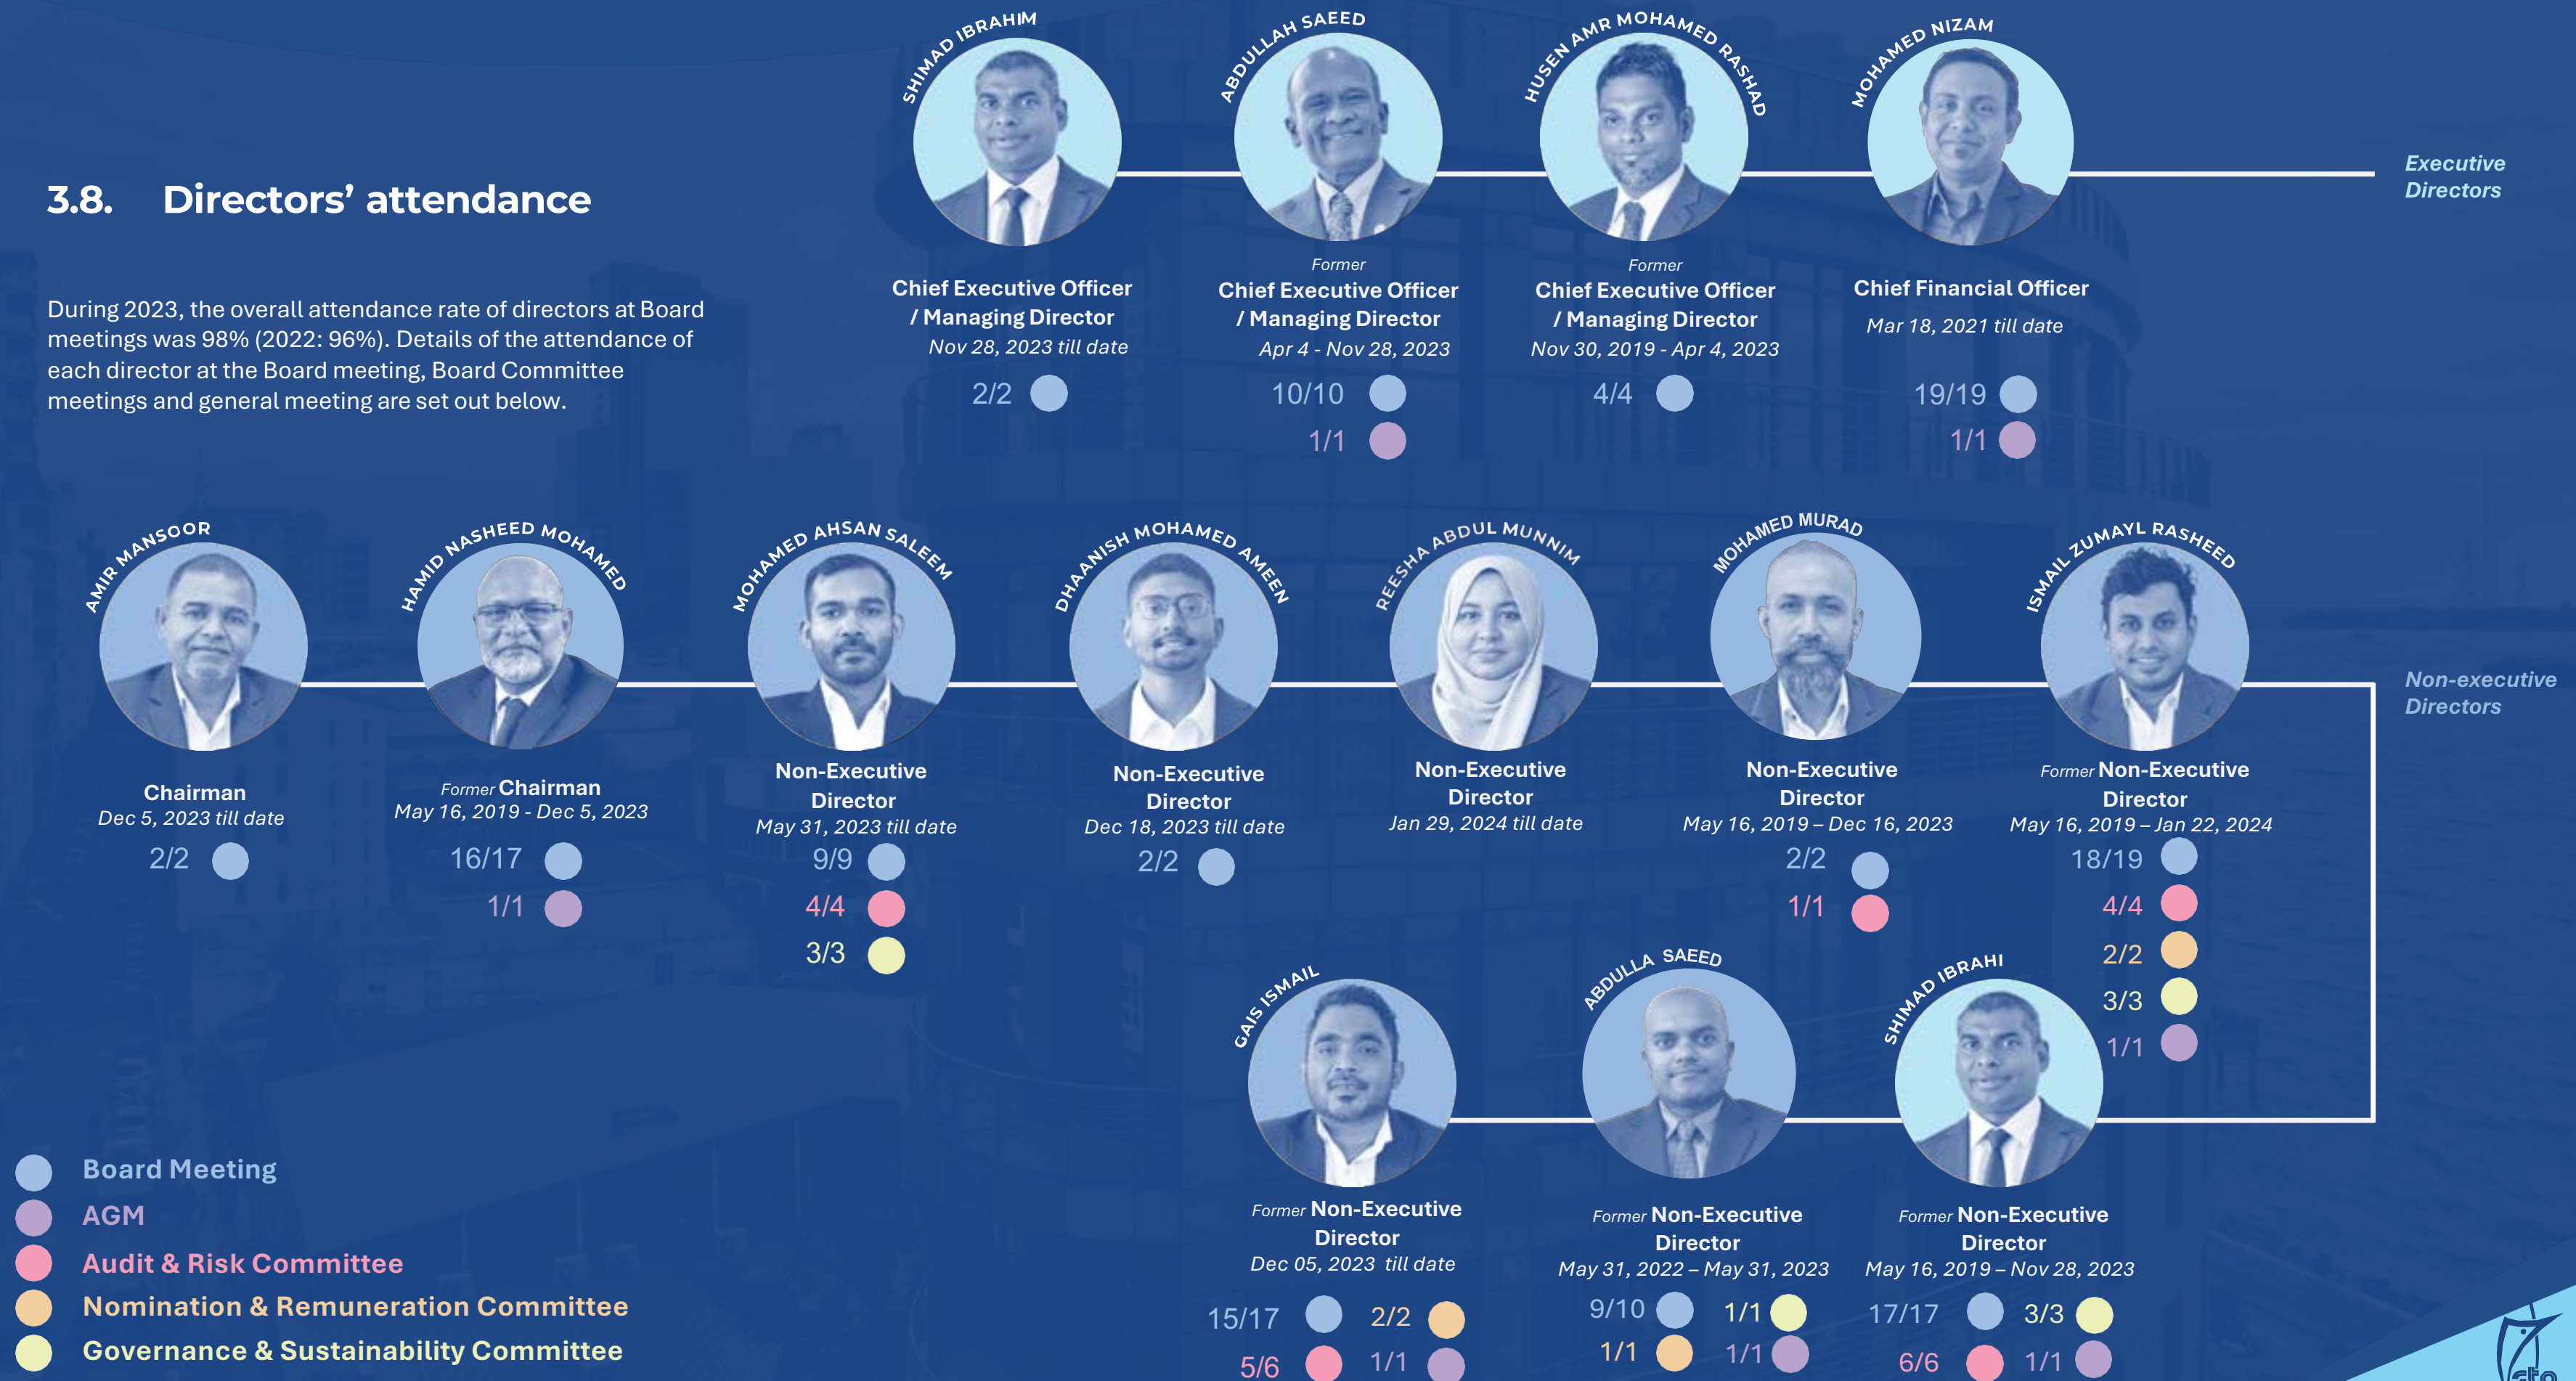 3.8. Directors’ attendance
During 2023, the overall attendance rate of directors at Board
meetings was 98% (2022: 96%). Details of the attendance of
each director at the Board meeting, Board Committee
meetings and general meeting are set out below.
SHIMAD IBRAHIM
Chief Executive Officer
/ Managing Director
Nov 28, 2023 till date
2/2
ABDULLAH SAEED
Former
Chief Executive Officer
/ Managing Director
Apr 4 - Nov 28, 2023
10/10
1/1
HUSEN AMR MOHAMED RASHAD
Former
Chief Executive Officer
/ Managing Director
Nov 30, 2019 - Apr 4, 2023
4/4
MOHAMED NIZAM
Chief Financial Officer
Mar 18, 2021 till date
19/19
1/1
Executive
Directors
AMIR MANSOOR
Chairman
Dec 5, 2023 till date
2/2
HAMID NASHEED MOHAMED
Former Chairman
May 16, 2019 - Dec 5, 2023
16/17
1/1
MOHAMED AHSAN SALEEM
Non-Executive
Director
May 31, 2023 till date
9/9
4/4
3/3
DHAANISH MOHAMED AMEEN
Non-Executive
Director
Dec 18, 2023 till date
2/2
REESHA ABDUL MUNNIM
Non-Executive
Director
Jan 29, 2024 till date
MOHAMED MURAD
Non-Executive
Director
May 16, 2019 – Dec 16, 2023
2/2
1/1
ISMAIL ZUMAYL RASHEED
Former Non-Executive
Director
May 16, 2019 – Jan 22, 2024
18/19
4/4
2/2
3/3
1/1
Non-executive
Directors
GAIS ISMAIL
Former Non-Executive
Director
Dec 05, 2023 till date
15/17 2/2
5/6 1/1
ABDULLA SAEED
Former Non-Executive
Director
May 31, 2022 – May 31, 2023
9/10 1/1
1/1 1/1
SHIMAD IBRAHI
Former Non-Executive
Director
May 16, 2019 – Nov 28, 2023
17/17 3/3
6/6 1/1
Board Meeting
AGM
Audit & Risk Committee
Nomination & Remuneration Committee
Governance & Sustainability Committee
sto